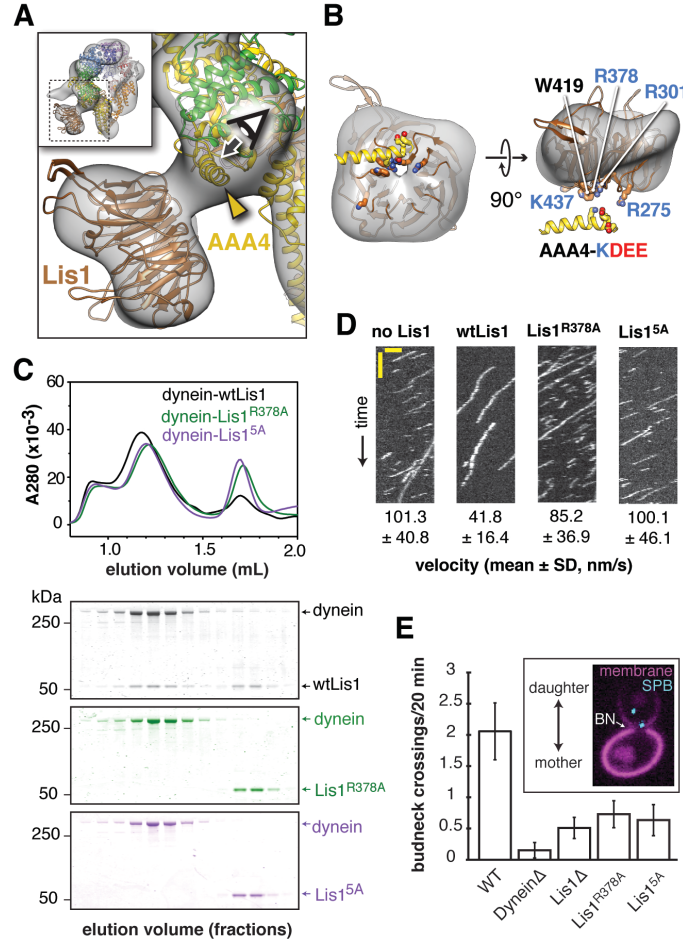 A
Lis1
AAA4
B
W419
R378
R301
90°
K437
R275
AAA4-KDEE
C
dynein-wtLis1
dynein-Lis1R378A
dynein-Lis15A
A280 (x10-3)
60
40
20
0
1.0
1.5
2.0
elution volume (mL)
kDa
250
50
dynein
wtLis1
250
50
dynein
Lis1R378A
250
50
dynein
Lis15A
elution volume (fractions)
D
no Lis1
wtLis1
Lis1R378A
Lis15A
time
101.3
± 40.8
41.8
± 16.4
85.2
± 36.9
100.1
± 46.1
velocity (mean ± SD, nm/s)
E
budneck crossings/20 min
3
2.5
2
1.5
1
0.5
0
membrane
SPB
daughter
BN
mother
WT
DyneinΔ
Lis1Δ
Lis1R378A
Lis15A